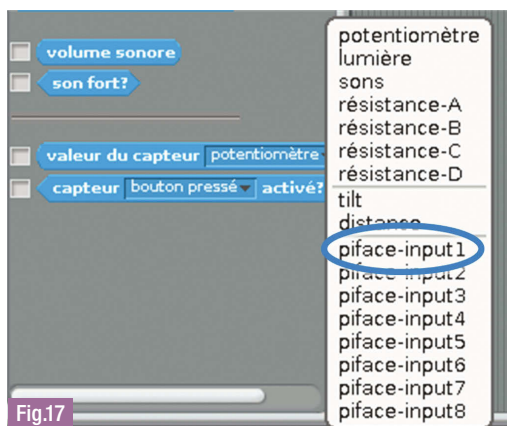 volume sonore
son fort?
valeur du capteur potentiomètre
capteur bouton pressé activé?
potentiomètre
lumière
sons
résistance-A
résistance-B
résistance-C
résistance-D
tilt
distance
piface-input1
piface-input2
piface-input3
piface-input4
piface-input5
piface-input6
piface-input7
piface-input8
Fig.17